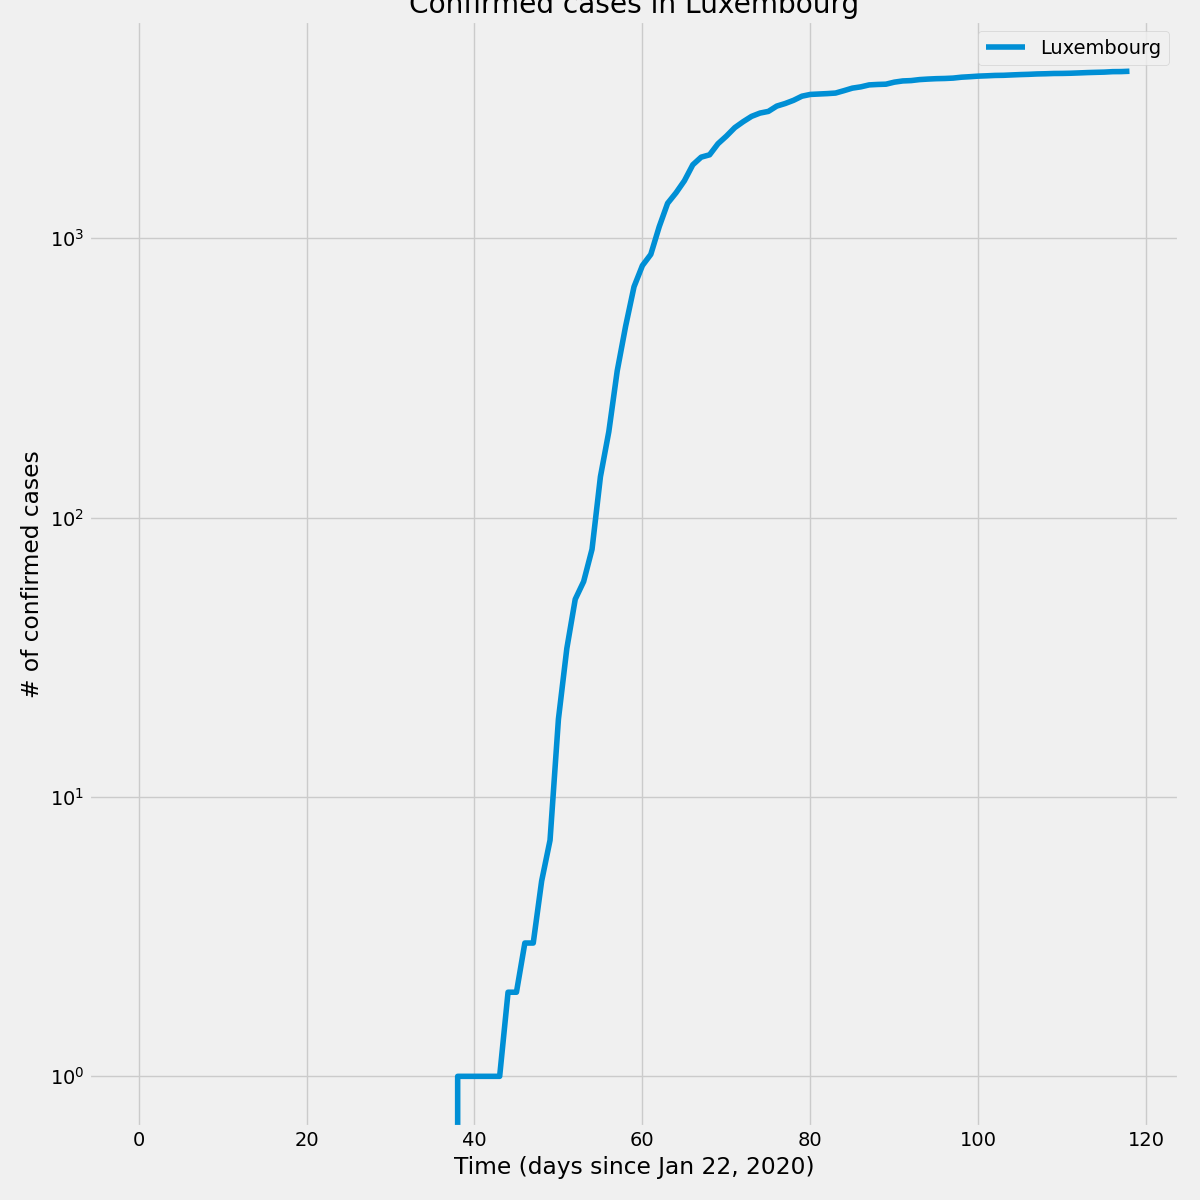 Confirmed cases in Luxembourg
Luxembourg
10³
10²
10¹
10⁰
# of confirmed cases
0 20 40 60 80 100 120
Time (days since Jan 22, 2020)